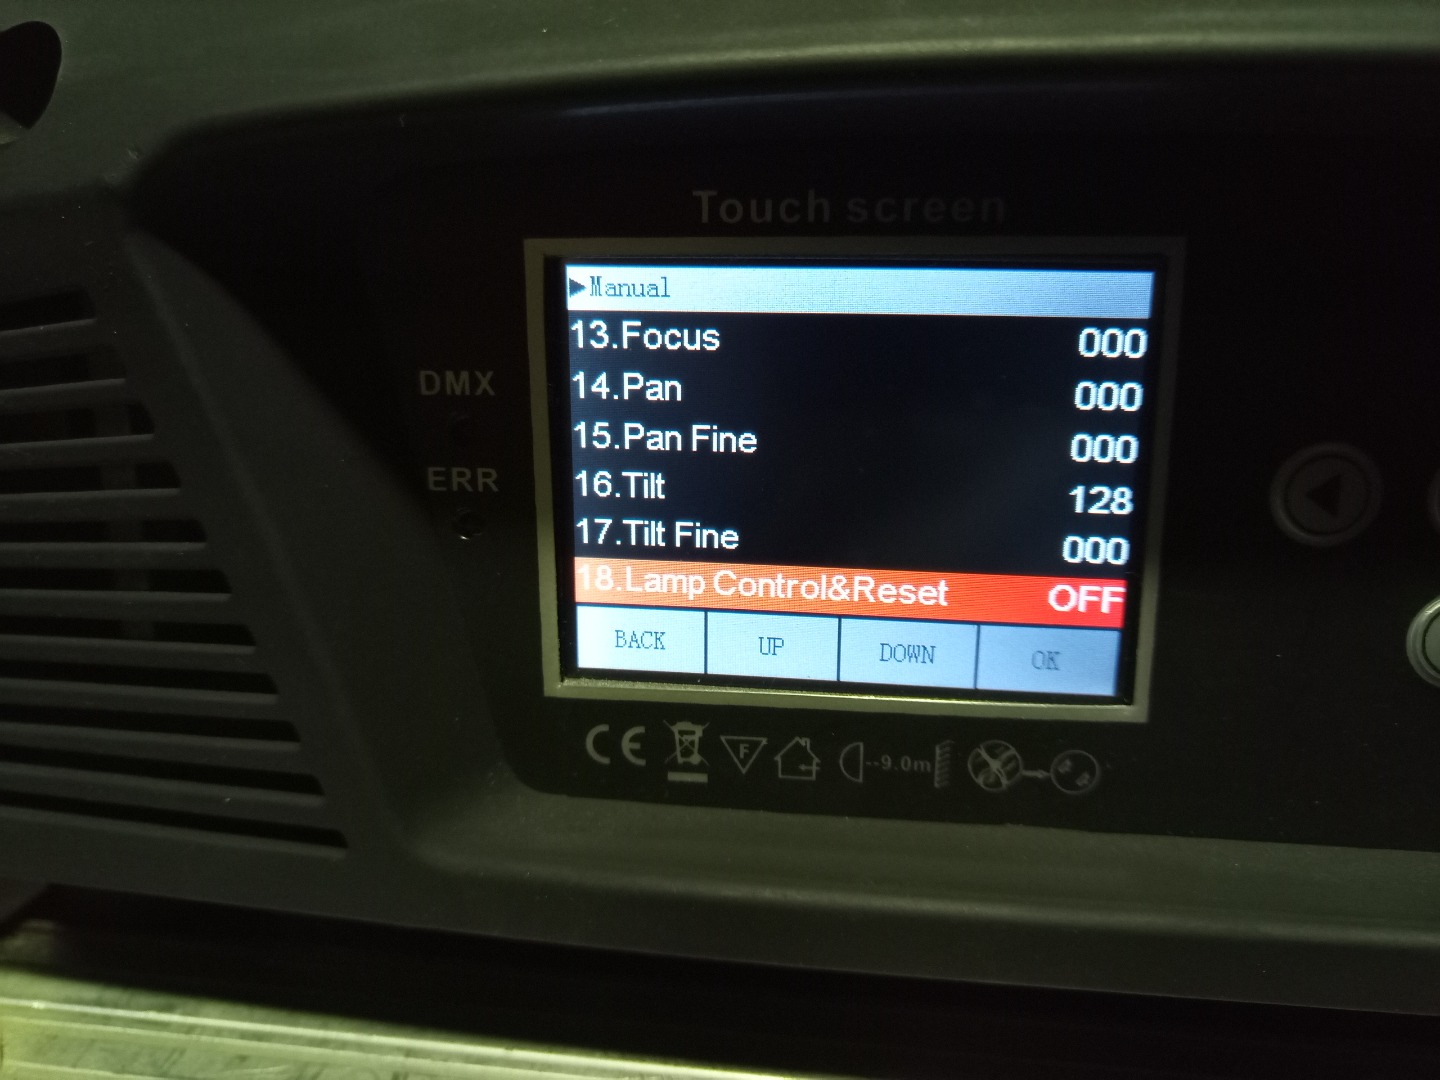 Touch screen
Manual
13.Focus 000
14.Pan 000
15.Pan Fine 000
16.Tilt 128
17.Tilt Fine 000
18.Lamp Control&Reset OFF
BACK UP DOWN OK
DMX
ERR
CE F --9.0m